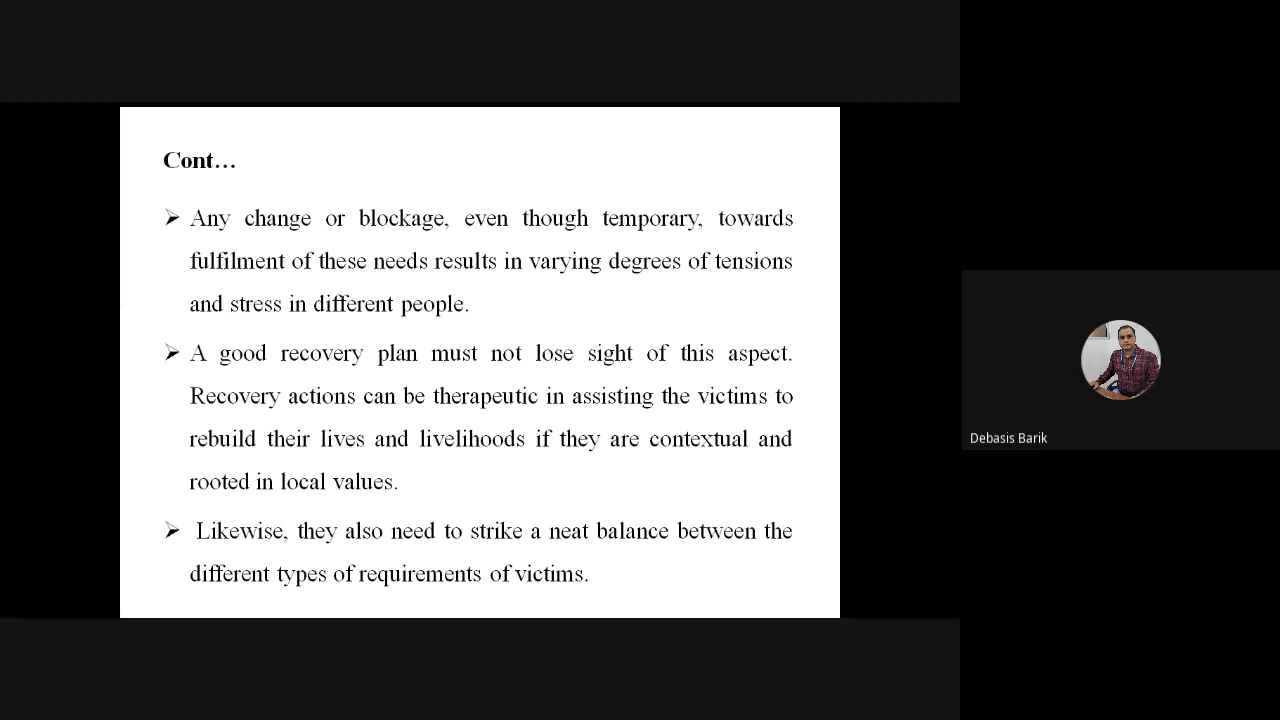 Cont…
➢ Any change or blockage, even though temporary, towards
fulfilment of these needs results in varying degrees of tensions
and stress in different people.
➢ A good recovery plan must not lose sight of this aspect.
Recovery actions can be therapeutic in assisting the victims to
rebuild their lives and livelihoods if they are contextual and
rooted in local values.
➢ Likewise, they also need to strike a neat balance between the
different types of requirements of victims.
Debasis Barik